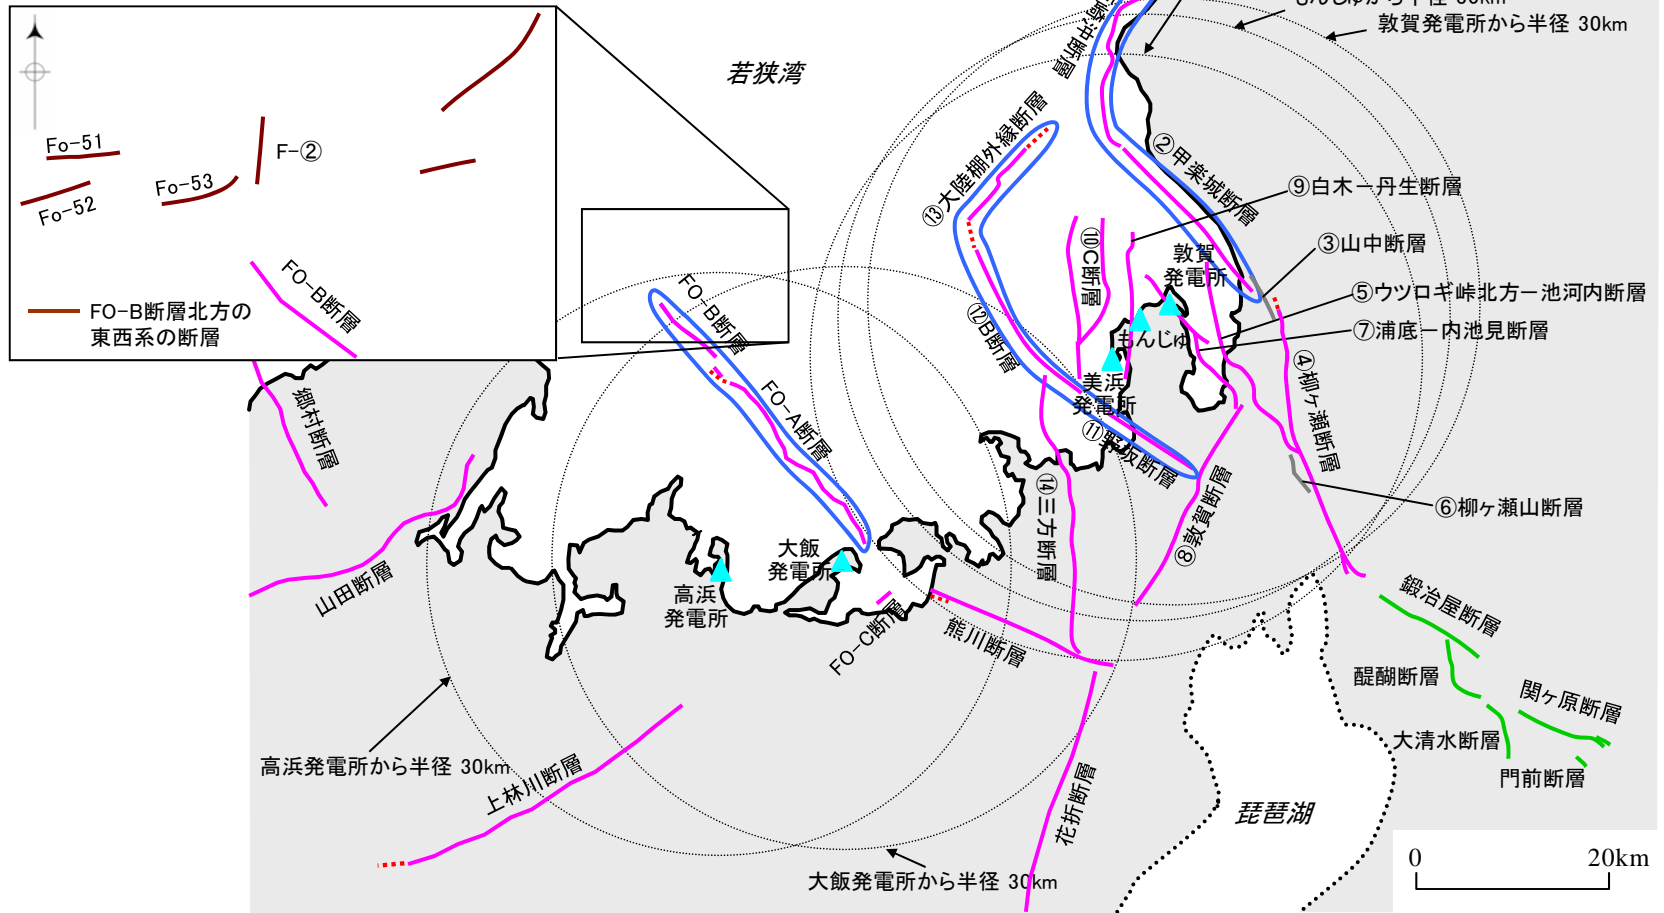 もんじゅから半径 30km
敦賀発電所から半径 30km
若狭湾
Fo-51
Fo-52
Fo-53
F-②
FO-B断層
FO-B断層北方の
東西系の断層
⑬大陸棚外縁断層
②甲楽城断層
⑨白木ー丹生断層
③山中断層
⑩C断層
敦賀
発電所
⑤ウツロギ峠北方ー池河内断層
⑦浦底ー内池見断層
もんじゅ
⑫B断層
④柳ヶ瀬断層
美浜
発電所
⑪野坂断層
FO-B断層
FO-A断層
郷村断層
⑭三方断層
⑧敦賀断層
⑥柳ヶ瀬山断層
山田断層
大飯
発電所
高浜
発電所
FO-C断層
熊川断層
鍛冶屋断層
醍醐断層
関ヶ原断層
大清水断層
門前断層
高浜発電所から半径 30km
上林川断層
花折断層
琵琶湖
大飯発電所から半径 30km
0 20km